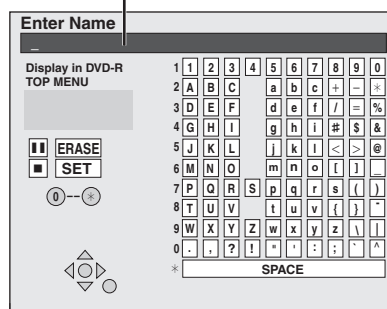 Enter Name
_
Display in DVD-R
TOP MENU
ERASE
SET
0 -- *
1 1 2 3 4 5 6 7 8 9 0
2 A B C a b c + - *
3 D E F d e f / = %
4 G H I g h i # $ &
5 J K L j k l < > @
6 M N O m n o [ ] _
7 P Q R S p q r s ( )
8 T U V t u v { } ¯
9 W X Y Z w x y z \ |
0 . , ? ! " ' : ; ` ^
* SPACE